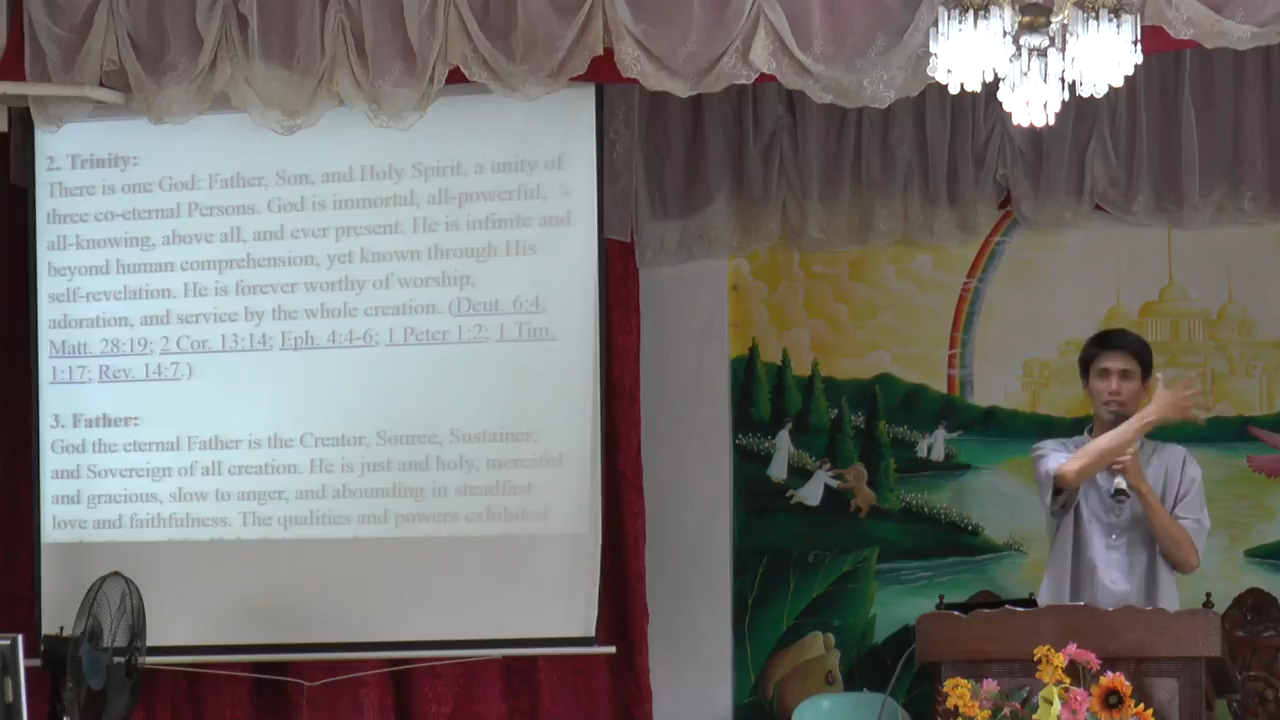 2. Trinity:
There is one God: Father, Son, and Holy Spirit, a unity of
three co-eternal Persons. God is immortal, all-powerful,
all-knowing, above all, and ever present. He is infinite and
beyond human comprehension, yet known through His
self-revelation. He is forever worthy of worship,
adoration, and service by the whole creation. (Deut. 6:4;
Matt. 28:19; 2 Cor. 13:14; Eph. 4:4-6; 1 Peter 1:2; 1 Tim.
1:17; Rev. 14:7.)
3. Father:
God the eternal Father is the Creator, Source, Sustainer,
and Sovereign of all creation. He is just and holy, merciful
and gracious, slow to anger, and abounding in steadfast
love and faithfulness. The qualities and powers exhibited